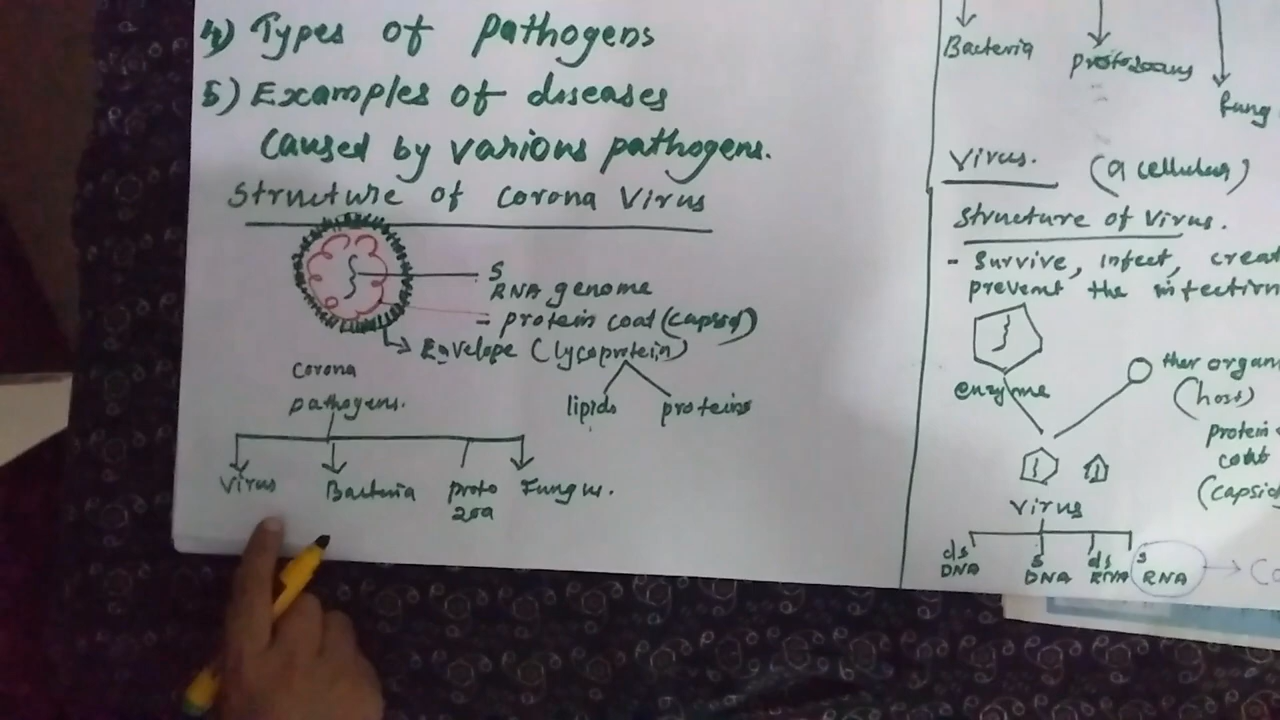 4) Types of pathogens
5) Examples of diseases
caused by various pathogens.
Structure of corona virus
S
RNA genome
- protein coat (capsid)
Envelope (lycoprotein)
lipids proteins
corona
pathogens.
Virus Bacteria proto Fungus.
zoa
Bacteria
fung
Virus. (a cellular)
Structure of Virus.
- Survive, infect, creat
prevent the infection
enzyme
ther organ
(host)
protein
coat
(capsid
Virus
ds S ds S
DNA DNA RNA RNA → Co